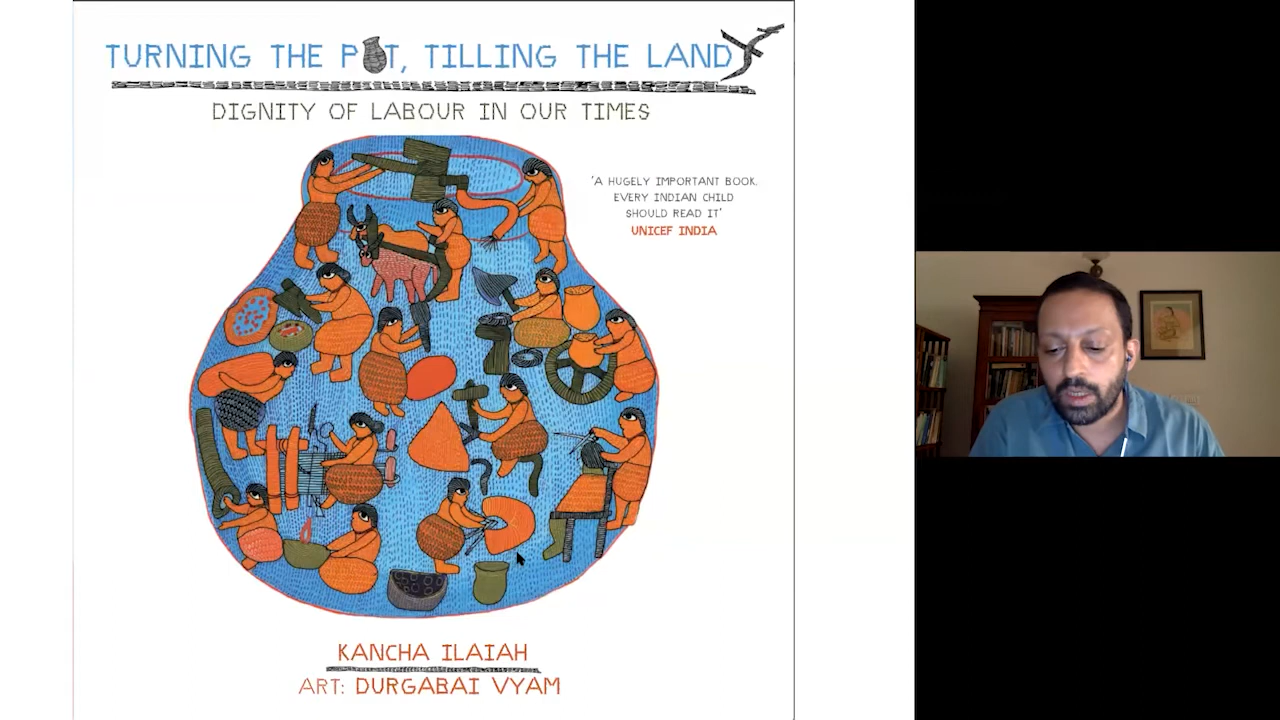 TURNING THE POT, TILLING THE LAND
DIGNITY OF LABOUR IN OUR TIMES
'A HUGELY IMPORTANT BOOK.
EVERY INDIAN CHILD
SHOULD READ IT'
UNICEF INDIA
KANCHA ILAIAH
ART: DURGABAI VYAM